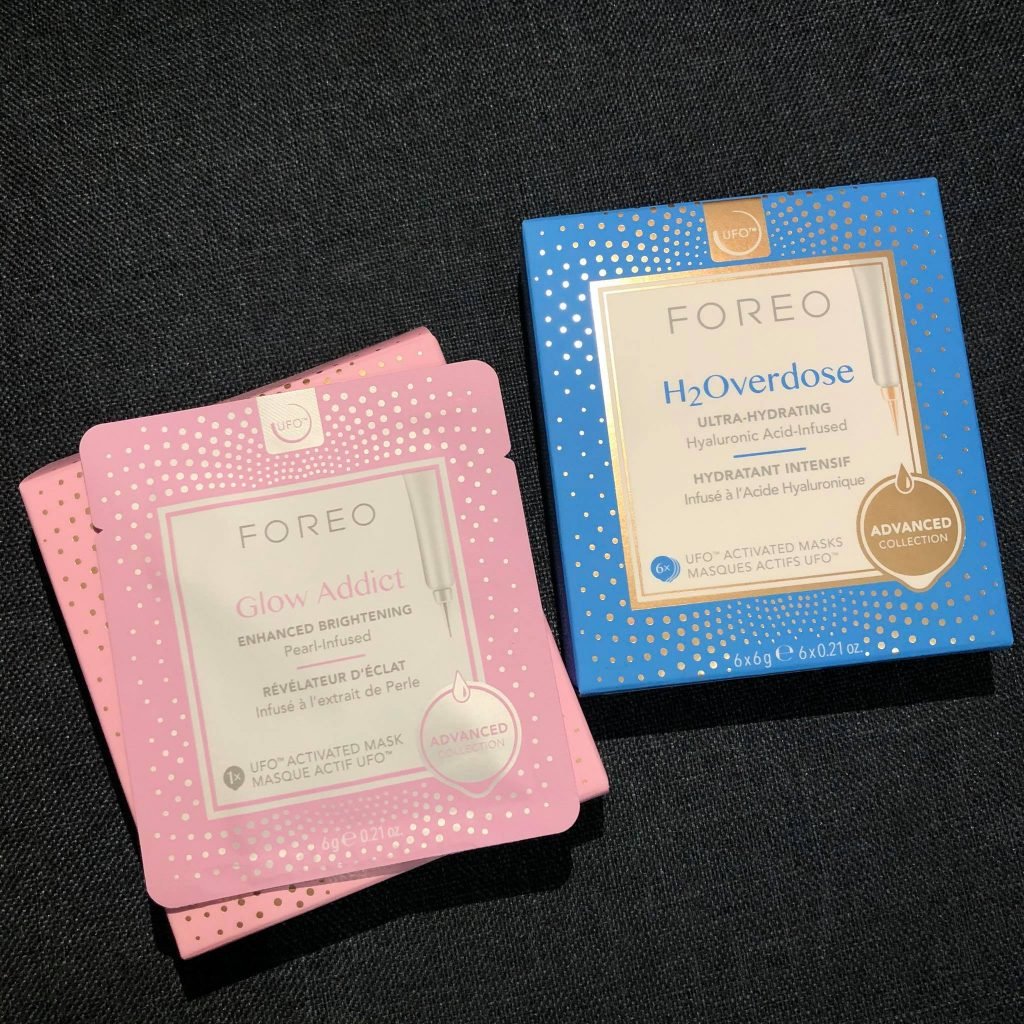 UFO™
FOREO
Glow Addict
ENHANCED BRIGHTENING
Pearl-Infused
RÉVÉLATEUR D'ÉCLAT
Infusé à l'extrait de Perle
1x
UFO™ ACTIVATED MASK
MASQUE ACTIF UFO™
ADVANCED
COLLECTION
6g ℮ 0.21 oz.
UFO™
FOREO
H₂Overdose
ULTRA-HYDRATING
Hyaluronic Acid-Infused
HYDRATANT INTENSIF
Infusé à l'Acide Hyaluronique
6x
UFO™ ACTIVATED MASKS
MASQUES ACTIFS UFO™
ADVANCED
COLLECTION
6x6g ℮ 6x0.21 oz.